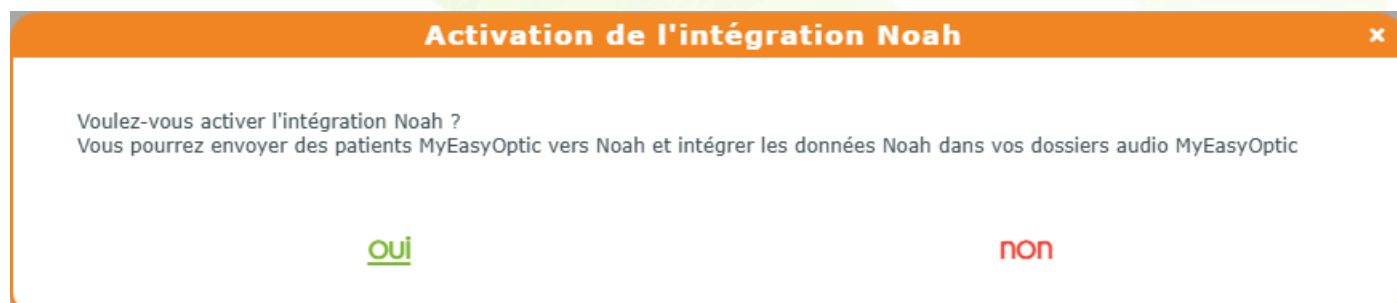 Activation de l'intégration Noah ×
Voulez-vous activer l'intégration Noah ?
Vous pourrez envoyer des patients MyEasyOptic vers Noah et intégrer les données Noah dans vos dossiers audio MyEasyOptic
oui non